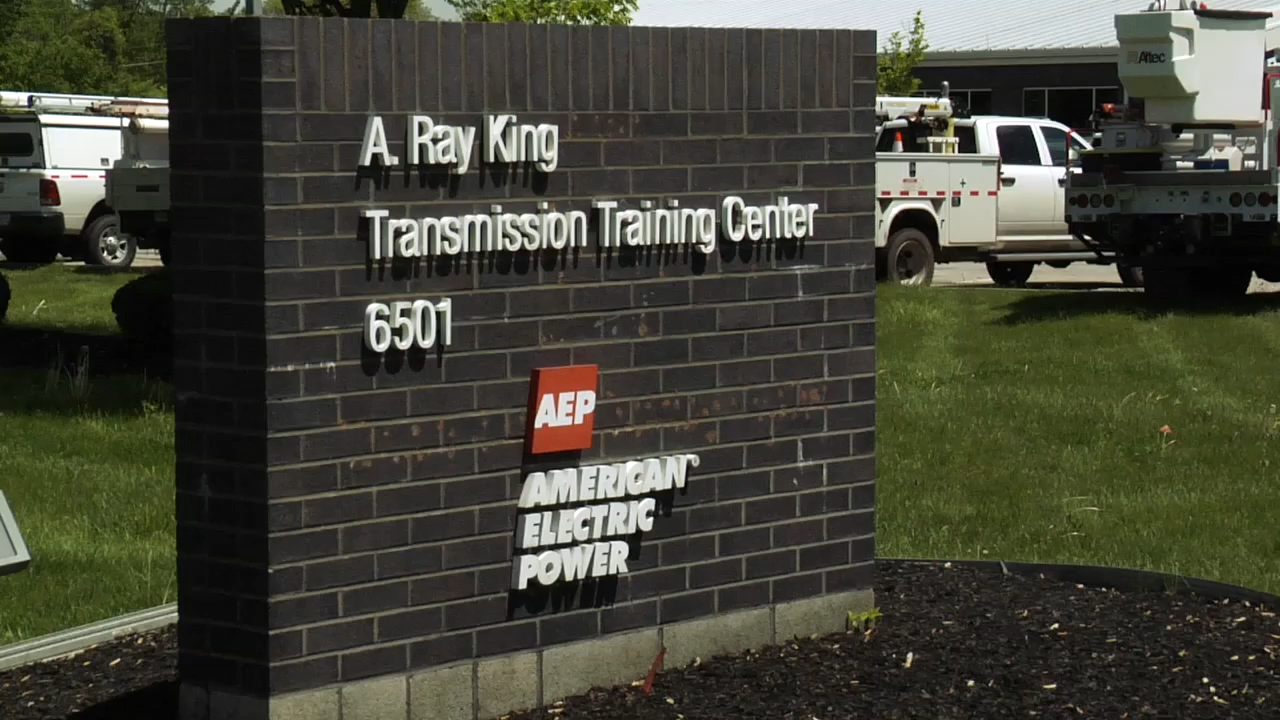 A. Ray King
Transmission Training Center
6501
AEP
AMERICAN®
ELECTRIC
POWER
Altec